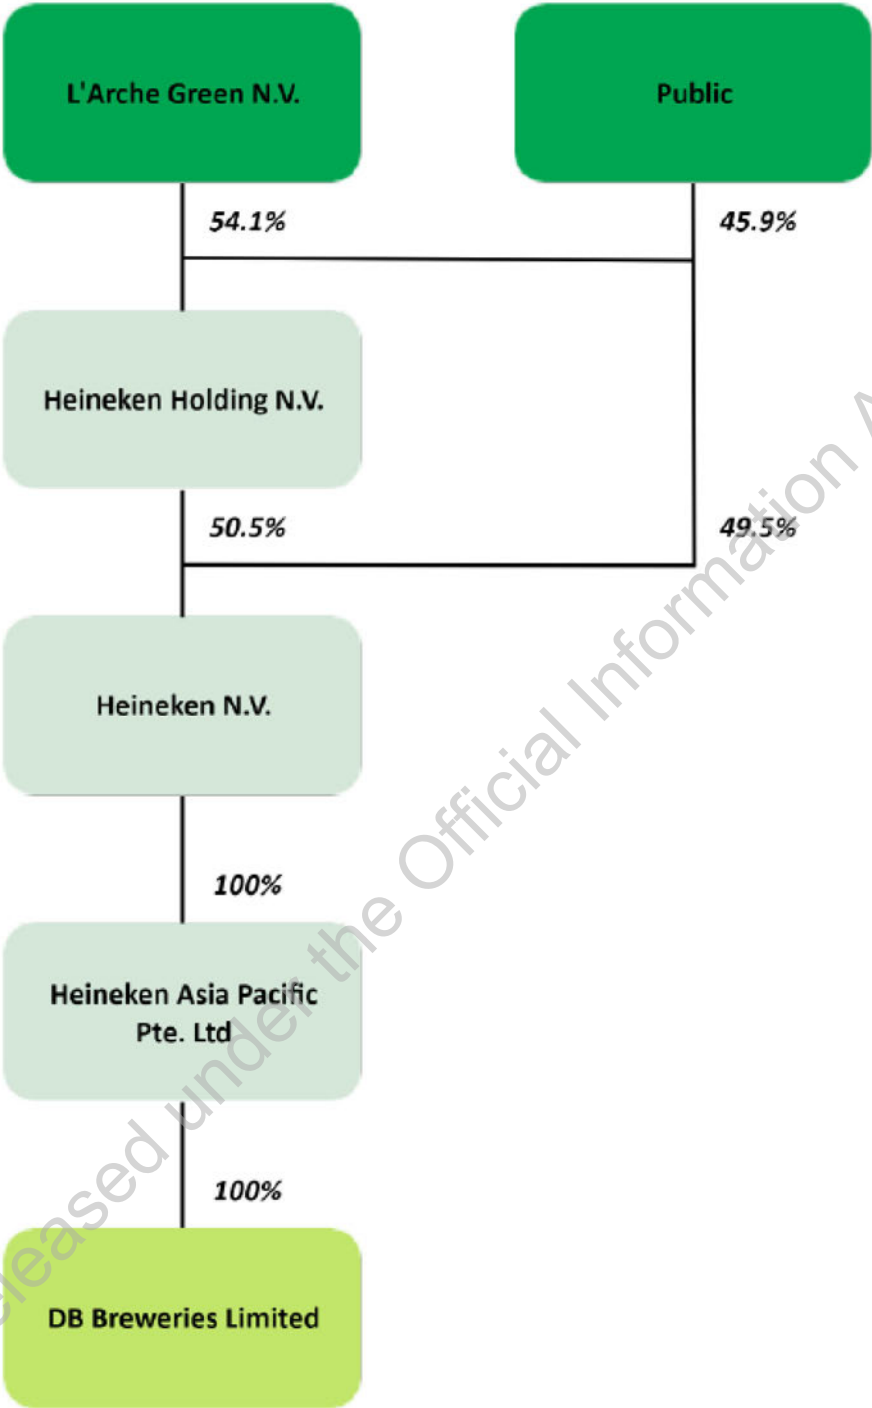 L'Arche Green N.V.
Public
54.1%
45.9%
Heineken Holding N.V.
50.5%
49.5%
Heineken N.V.
100%
Heineken Asia Pacific
Pte. Ltd
100%
DB Breweries Limited
under the Official Information